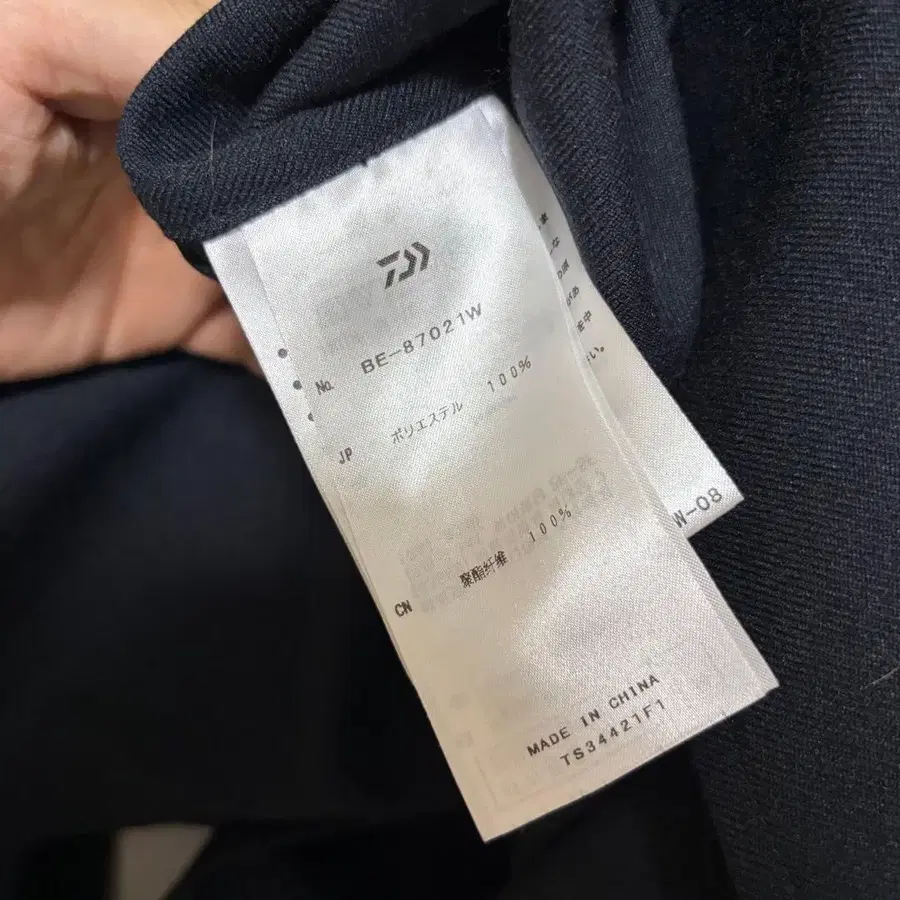 No. BE-87021W
JP ポリエステル 100%
CN 聚酯纤维 100%
MADE IN CHINA
TS34421F1
W-08